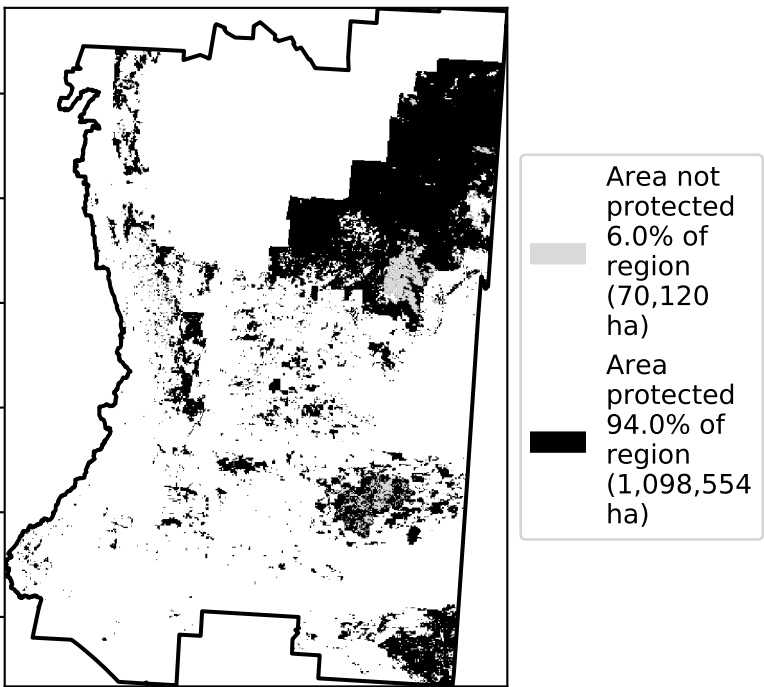 Area not
protected
6.0% of
region
(70,120
ha)
Area
protected
94.0% of
region
(1,098,554
ha)